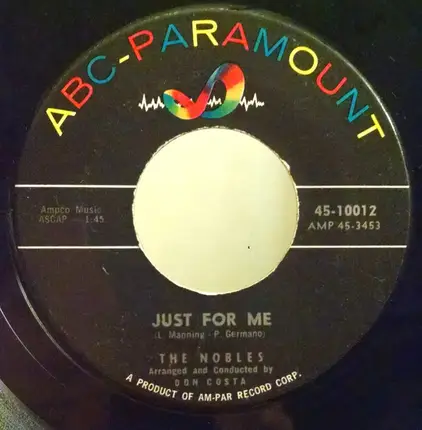 ABC-PARAMOUNT
Ampco Music
ASCAP - 1:45
45-10012
AMP 45-3453
JUST FOR ME
(L. Manning - P. Germano)
THE NOBLES
Arranged and Conducted by
DON COSTA
A PRODUCT OF AM-PAR RECORD CORP.